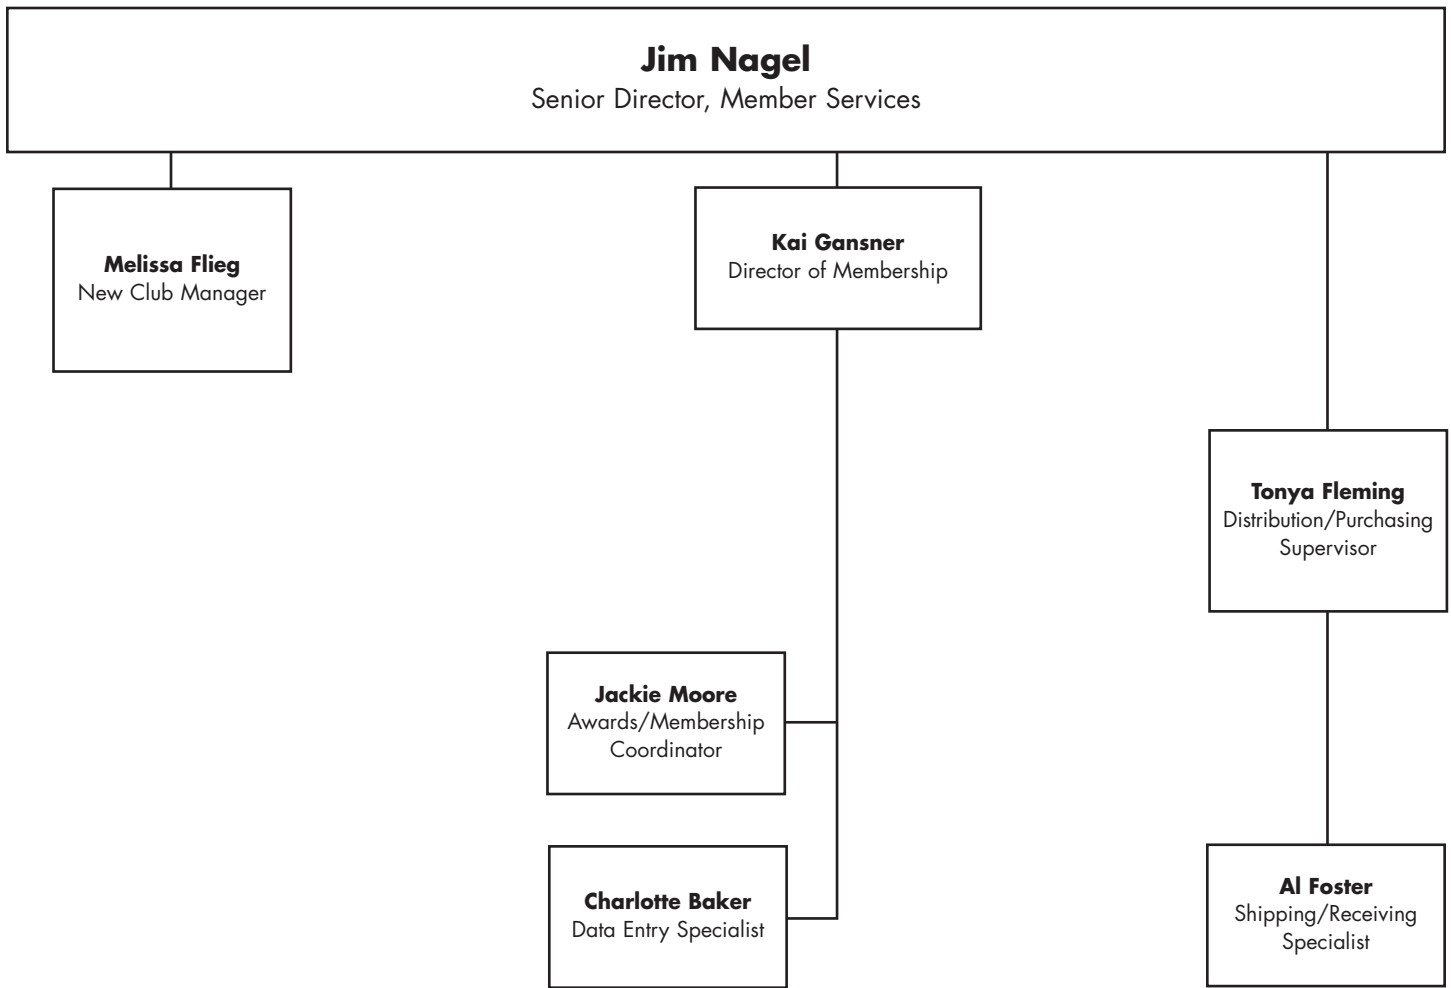 Jim Nagel
Senior Director, Member Services
Melissa Flieg
New Club Manager
Kai Gansner
Director of Membership
Tonya Fleming
Distribution/Purchasing
Supervisor
Jackie Moore
Awards/Membership
Coordinator
Charlotte Baker
Data Entry Specialist
Al Foster
Shipping/Receiving
Specialist